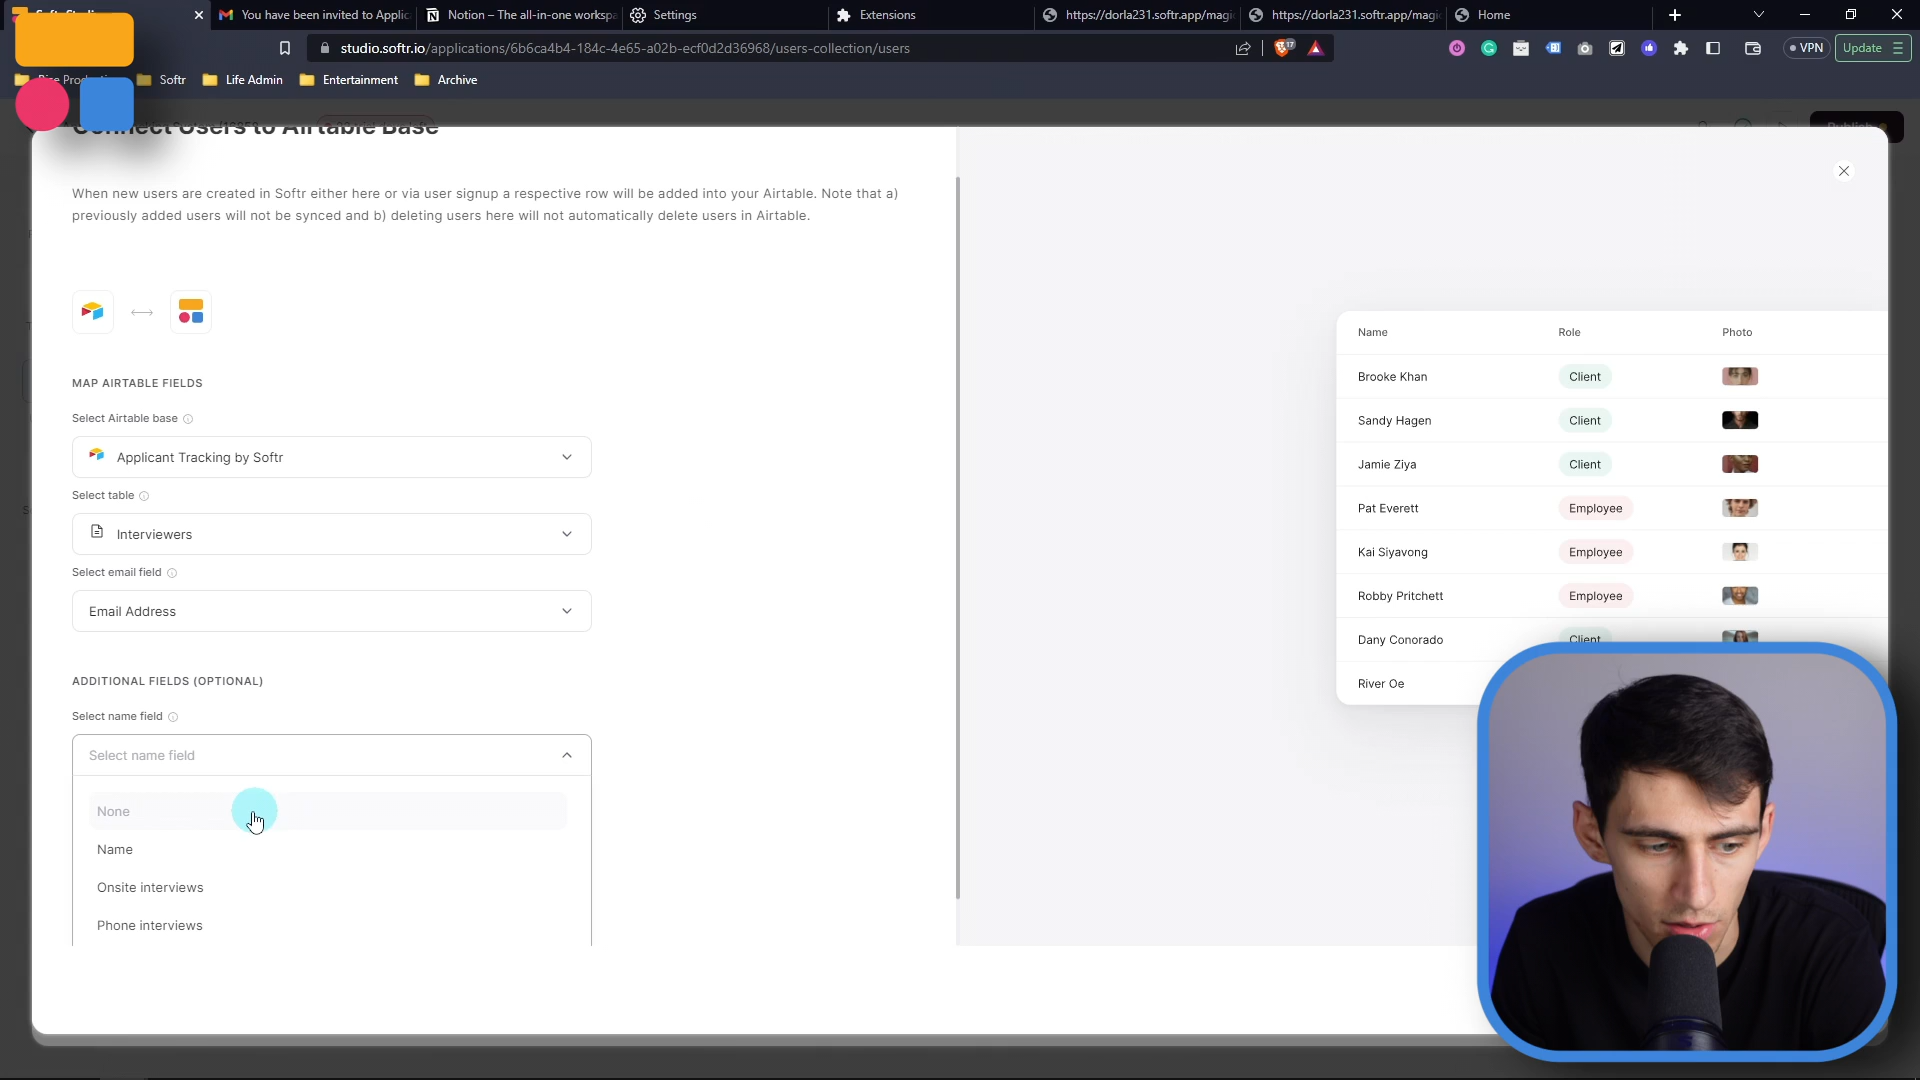 You have been invited to Applic
Notion – The all-in-one workspa
Settings
Extensions
https://dorla231.softr.app/magi
https://dorla231.softr.app/magi
Home
studio.softr.io/applications/6b6ca4b4-184c-4e65-a02b-ecf0d2d36968/users-collection/users
17
VPN
Update
Softr
Life Admin
Entertainment
Archive
Connect Users to Airtable Base
When new users are created in Softr either here or via user signup a respective row will be added into your Airtable. Note that a)
previously added users will not be synced and b) deleting users here will not automatically delete users in Airtable.
MAP AIRTABLE FIELDS
Select Airtable base
Applicant Tracking by Softr
Select table
Interviewers
Select email field
Email Address
ADDITIONAL FIELDS (OPTIONAL)
Select name field
Select name field
None
Name
Onsite interviews
Phone interviews
Name Role Photo
Brooke Khan Client
Sandy Hagen Client
Jamie Ziya Client
Pat Everett Employee
Kai Siyavong Employee
Robby Pritchett Employee
Dany Conorado Client
River Oe